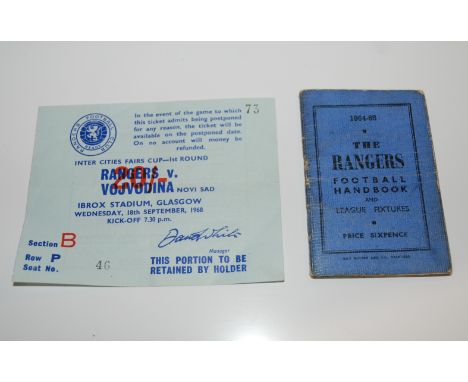 73
In the event of the game to which
this ticket admits being postponed
for any reason, the ticket will be
available on the postponed date.
On no account will money be
refunded.
INTER CITIES FAIRS CUP—1st ROUND
RANGERS v.
20/-
VOJVODINA NOVI SAD
IBROX STADIUM, GLASGOW
WEDNESDAY, 18th SEPTEMBER, 1968
KICK-OFF 7.30 p.m.
Section B
Row P
Seat No. 46
Manager
THIS PORTION TO BE
RETAINED BY HOLDER
THE
RANGERS
FOOTBALL
HANDBOOK
AND
LEAGUE FIXTURES
PRICE SIXPENCE